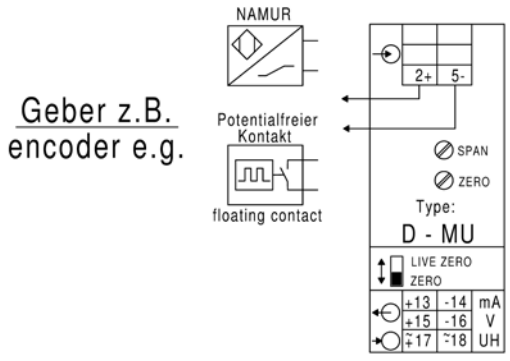 NAMUR
2+ 5-
Geber z.B.
encoder e.g.
Potentialfreier
Kontakt
floating contact
SPAN
ZERO
Type:
D - MU
LIVE ZERO
ZERO
+13 -14 mA
+15 -16 V
~+17 ~-18 UH